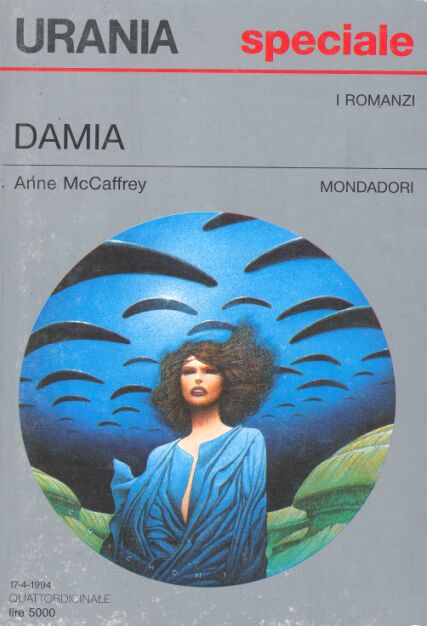 URANIA speciale
I ROMANZI
DAMIA
Anne McCaffrey MONDADORI
17-4-1994
QUATTORDICINALE
lire 5000